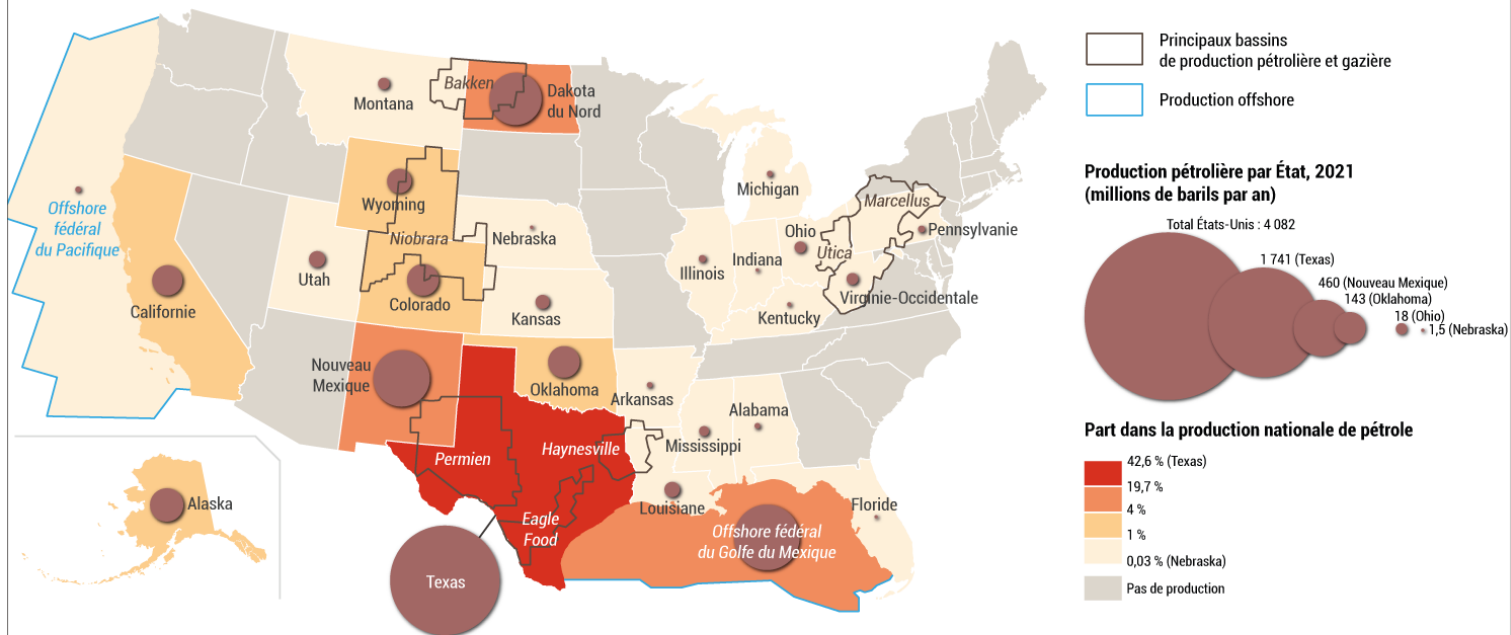 Bakken
Montana
Dakota
du Nord
Wyoming
Niobrara
Nebraska
Offshore
fédéral
du Pacifique
Californie
Utah
Colorado
Kansas
Michigan
Marcellus
Ohio
Utica
Pennsylvanie
Illinois
Indiana
Virginie-Occidentale
Kentucky
Nouveau
Mexique
Oklahoma
Arkansas
Alabama
Mississippi
Haynesville
Permien
Eagle
Food
Louisiane
Floride
Offshore fédéral
du Golfe du Mexique
Alaska
Texas
Principaux bassins
de production pétrolière et gazière
Production offshore
Production pétrolière par État, 2021
(millions de barils par an)
Total États-Unis : 4 082
1 741 (Texas)
460 (Nouveau Mexique)
143 (Oklahoma)
18 (Ohio)
1,5 (Nebraska)
Part dans la production nationale de pétrole
42,6 % (Texas)
19,7 %
4 %
1 %
0,03 % (Nebraska)
Pas de production